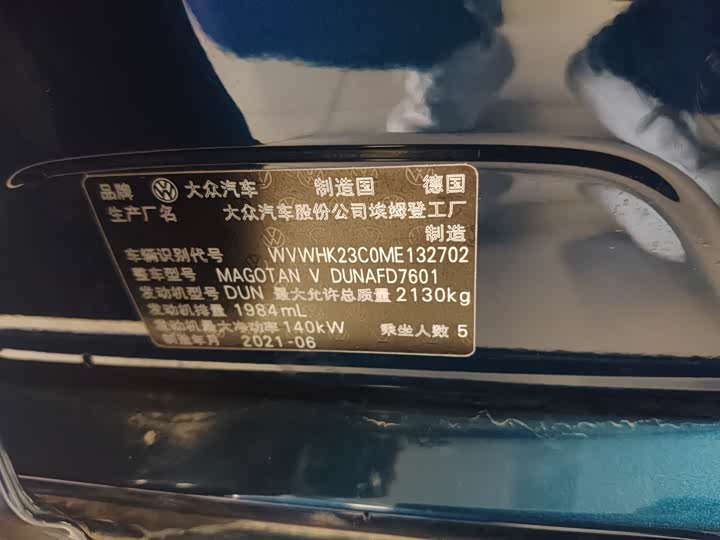 品牌 大众汽车 制造国 德国
生产厂名 大众汽车股份公司埃姆登工厂
制造
车辆识别代号 WVWHK23C0ME132702
整车型号 MAGOTAN V DUNAFD7601
发动机型号 DUN 最大允许总质量 2130kg
发动机排量 1984mL
发动机最大净功率 140kW 乘坐人数 5
制造年月 2021-06